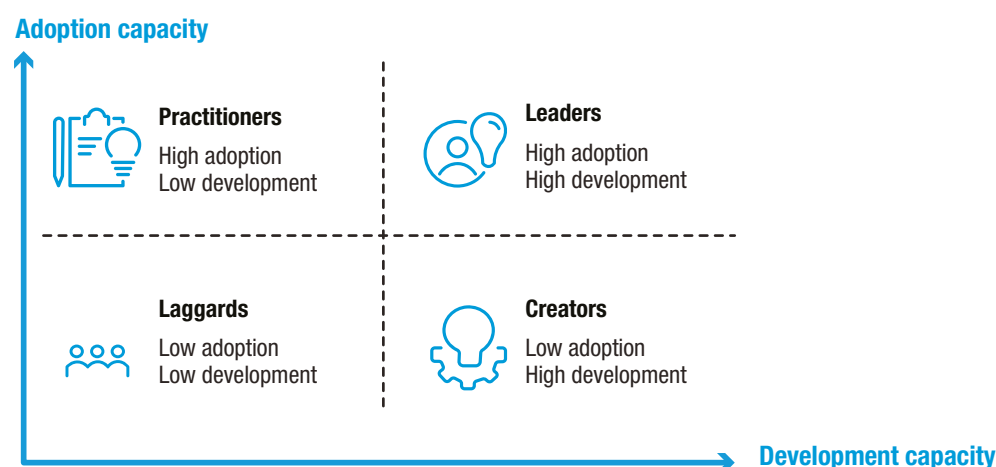 Adoption capacity
Practitioners
High adoption
Low development
Leaders
High adoption
High development
Laggards
Low adoption
Low development
Creators
Low adoption
High development
Development capacity